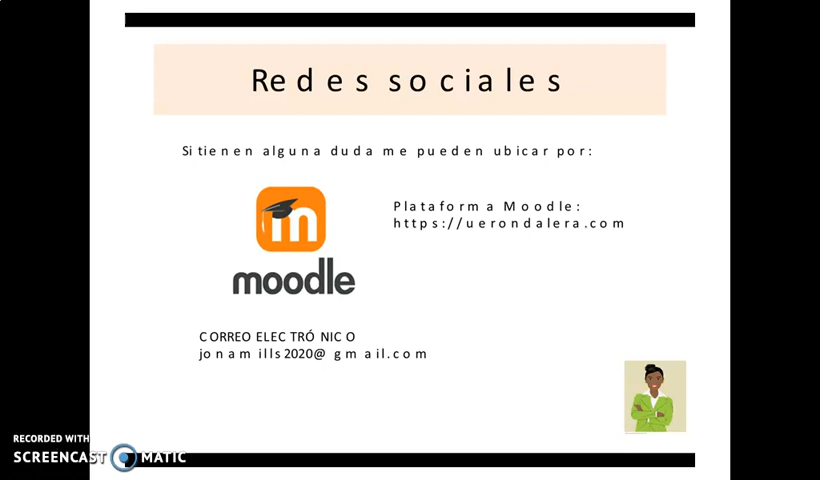 Redes sociales
Si tienen alguna duda me pueden ubicar por:
Plataforma Moodle:
https://uerondalera.com
m
moodle
CORREO ELECTRÓNICO
jonamills2020@gmail.com
RECORDED WITH
SCREENCAST MATIC